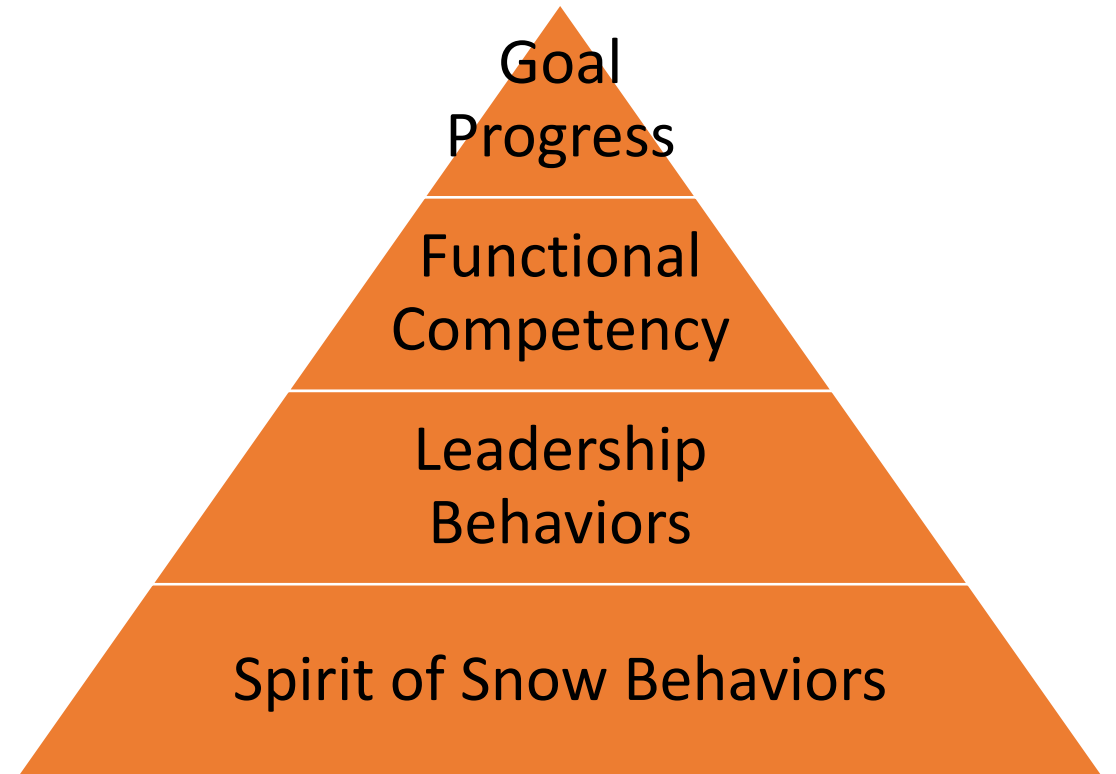 Goal
Progress
Functional
Competency
Leadership
Behaviors
Spirit of Snow Behaviors